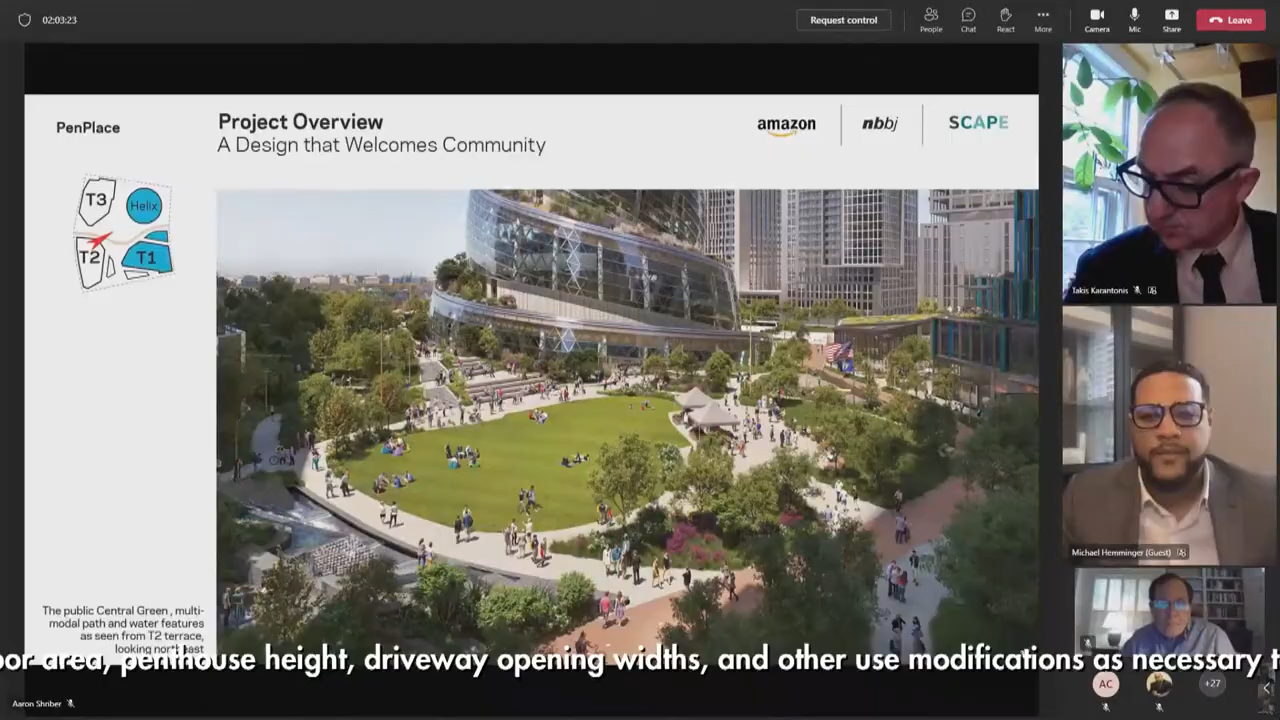 02:03:23
Request control
People
Chat
React
More
Camera
Mic
Share
Leave
PenPlace
Project Overview
A Design that Welcomes Community
amazon
nbbj
SCAPE
T3
Helix
T2
T1
The public Central Green , multi-
modal path and water features
as seen from T2 terrace,
looking northeast
oor area, penthouse height, driveway opening widths, and other use modifications as necessary t
Takis Karantonis
Michael Hemminger (Guest)
AC
+27
Aaron Shriber